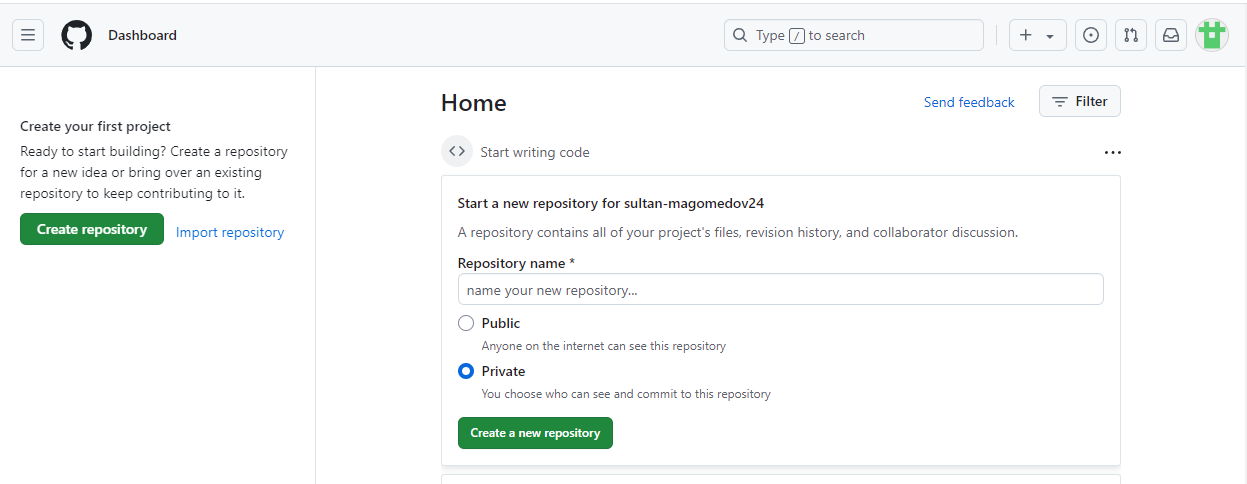 Dashboard
Type / to search
Create your first project
Ready to start building? Create a repository
for a new idea or bring over an existing
repository to keep contributing to it.
Create repository
Import repository
Home
Send feedback
Filter
Start writing code
Start a new repository for sultan-magomedov24
A repository contains all of your project's files, revision history, and collaborator discussion.
Repository name *
name your new repository...
Public
Anyone on the internet can see this repository
Private
You choose who can see and commit to this repository
Create a new repository